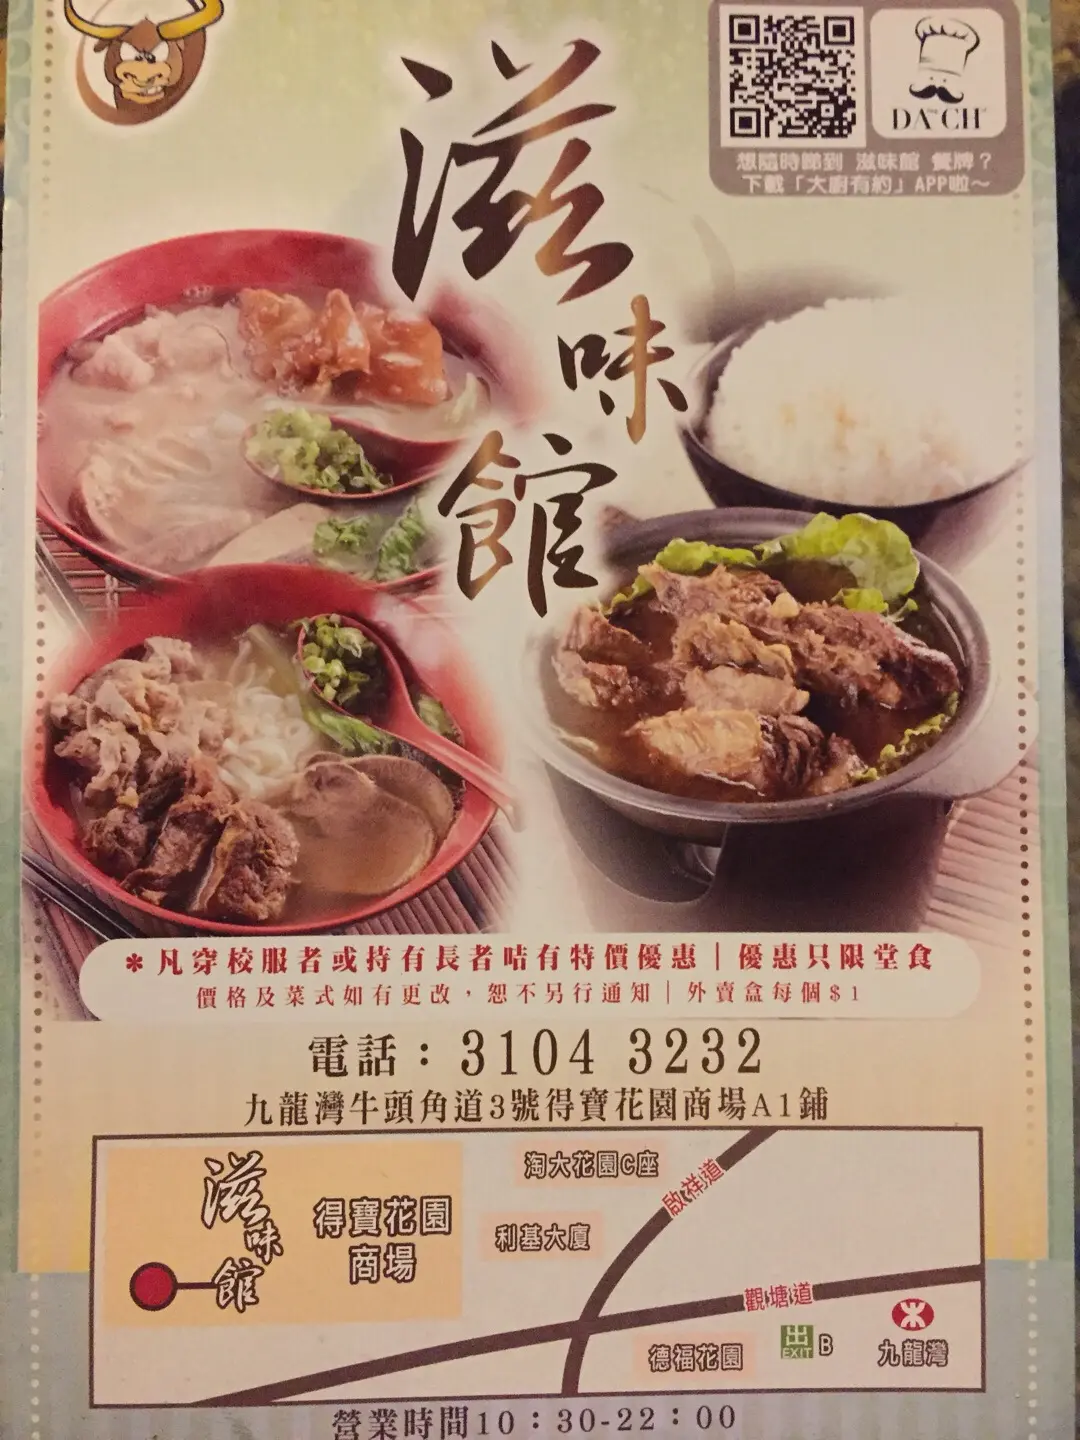 滋味館
DA CH
想隨時睇到 滋味館 餐牌？
下載「大廚有約」APP啦～
＊凡穿校服者或持有長者咭有特價優惠｜優惠只限堂食
價格及菜式如有更改，恕不另行通知｜外賣盒每個$1
電話：3104 3232
九龍灣牛頭角道3號得寶花園商場A1鋪
淘大花園C座
啟祥道
滋味館
得寶花園
商場
利基大廈
觀塘道
德福花園
出
EXIT
B
九龍灣
營業時間10：30-22：00